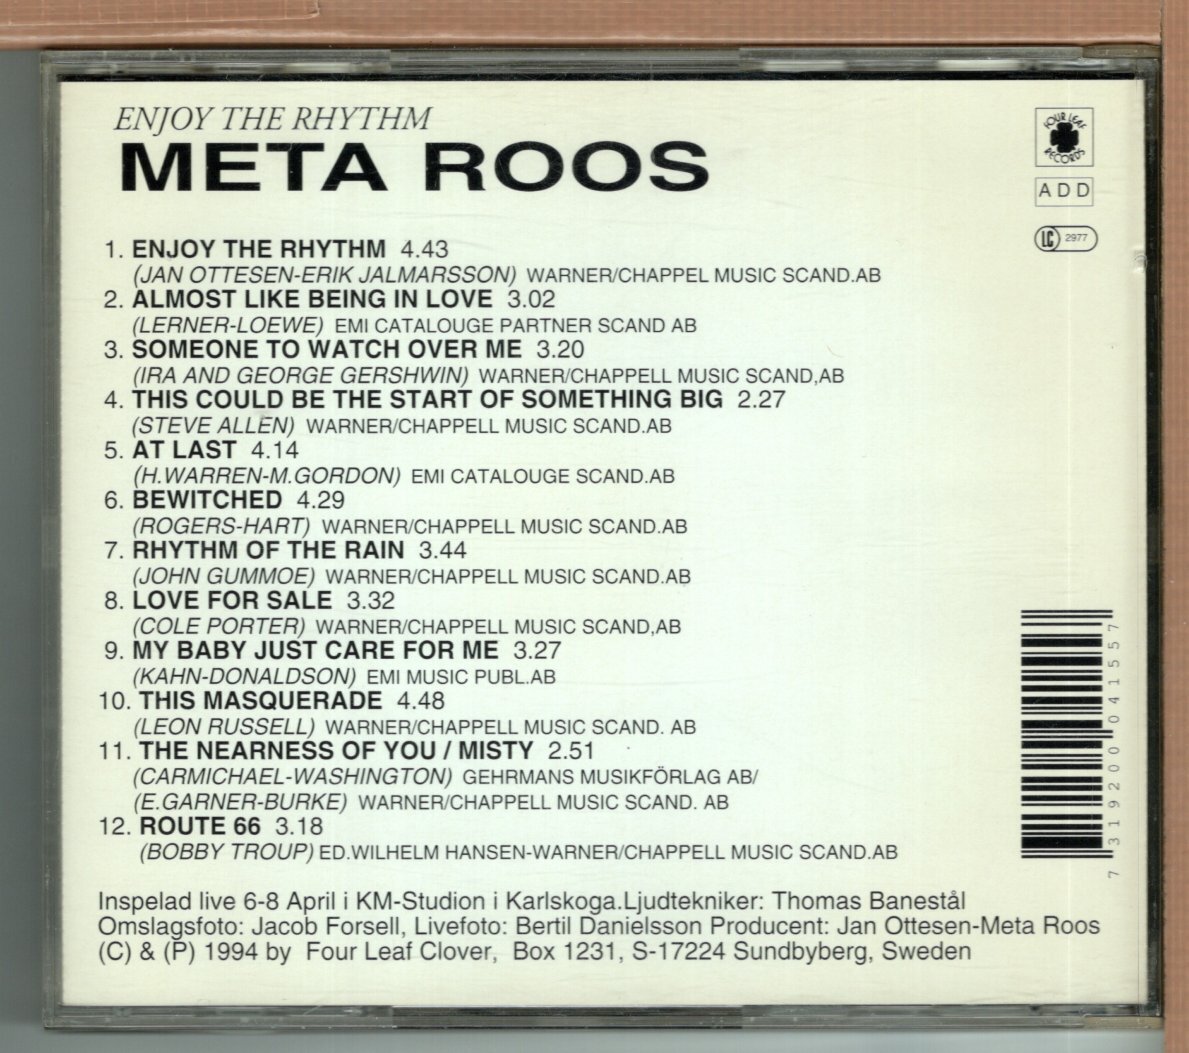 ENJOY THE RHYTHM
META ROOS
FOUR LEAF
RECORDS
ADD
LC 2977
1. ENJOY THE RHYTHM 4.43
(JAN OTTESEN-ERIK JALMARSSON) WARNER/CHAPPEL MUSIC SCAND.AB
2. ALMOST LIKE BEING IN LOVE 3.02
(LERNER-LOEWE) EMI CATALOUGE PARTNER SCAND AB
3. SOMEONE TO WATCH OVER ME 3.20
(IRA AND GEORGE GERSHWIN) WARNER/CHAPPELL MUSIC SCAND,AB
4. THIS COULD BE THE START OF SOMETHING BIG 2.27
(STEVE ALLEN) WARNER/CHAPPELL MUSIC SCAND.AB
5. AT LAST 4.14
(H.WARREN-M.GORDON) EMI CATALOUGE SCAND.AB
6. BEWITCHED 4.29
(ROGERS-HART) WARNER/CHAPPELL MUSIC SCAND.AB
7. RHYTHM OF THE RAIN 3.44
(JOHN GUMMOE) WARNER/CHAPPELL MUSIC SCAND.AB
8. LOVE FOR SALE 3.32
(COLE PORTER) WARNER/CHAPPELL MUSIC SCAND,AB
9. MY BABY JUST CARE FOR ME 3.27
(KAHN-DONALDSON) EMI MUSIC PUBL.AB
10. THIS MASQUERADE 4.48
(LEON RUSSELL) WARNER/CHAPPELL MUSIC SCAND. AB
11. THE NEARNESS OF YOU / MISTY 2.51
(CARMICHAEL-WASHINGTON) GEHRMANS MUSIKFÖRLAG AB/
(E.GARNER-BURKE) WARNER/CHAPPELL MUSIC SCAND. AB
12. ROUTE 66 3.18
(BOBBY TROUP) ED.WILHELM HANSEN-WARNER/CHAPPELL MUSIC SCAND.AB
7319200041557
Inspelad live 6-8 April i KM-Studion i Karlskoga.Ljudtekniker: Thomas Banestål
Omslagsfoto: Jacob Forsell, Livefoto: Bertil Danielsson Producent: Jan Ottesen-Meta Roos
(C) & (P) 1994 by Four Leaf Clover, Box 1231, S-17224 Sundbyberg, Sweden